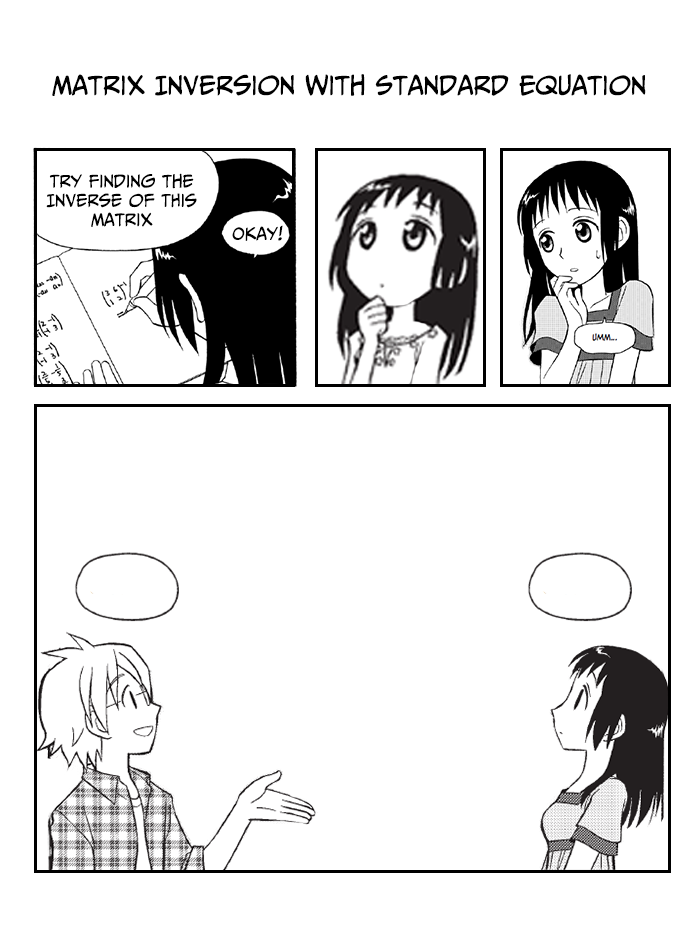 MATRIX INVERSION WITH STANDARD EQUATION
TRY FINDING THE
INVERSE OF THIS
MATRIX
OKAY!
UMM...